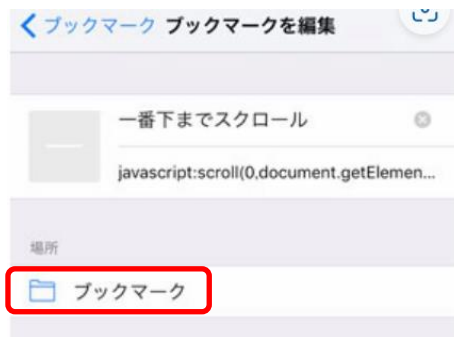 ブックマーク ブックマークを編集
一番下までスクロール
javascript:scroll(0,document.getElemen...
場所
ブックマーク